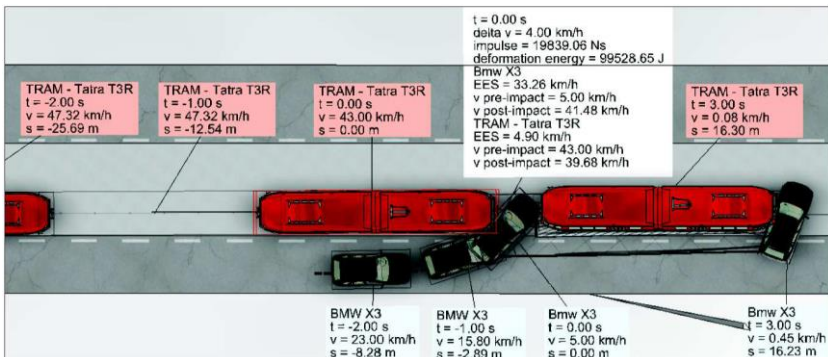 t = 0.00 s
delta v = 4.00 km/h
impulse = 19839.06 Ns
deformation energy = 99528.65 J
Bmw X3
EES = 33.26 km/h
v pre-impact = 5.00 km/h
v post-impact = 41.48 km/h
TRAM - Tatra T3R
EES = 4.90 km/h
v pre-impact = 43.00 km/h
v post-impact = 39.68 km/h
TRAM - Tatra T3R
t = -2.00 s
v = 47.32 km/h
s = -25.69 m
TRAM - Tatra T3R
t = -1.00 s
v = 47.32 km/h
s = -12.54 m
TRAM - Tatra T3R
t = 0.00 s
v = 43.00 km/h
s = 0.00 m
TRAM - Tatra T3R
t = 3.00 s
v = 0.08 km/h
s = 16.30 m
BMW X3
t = -2.00 s
v = 23.00 km/h
s = -8.28 m
BMW X3
t = -1.00 s
v = 15.80 km/h
s = -2.89 m
Bmw X3
t = 0.00 s
v = 5.00 km/h
s = 0.00 m
Bmw X3
t = 3.00 s
v = 0.45 km/h
s = 16.23 m